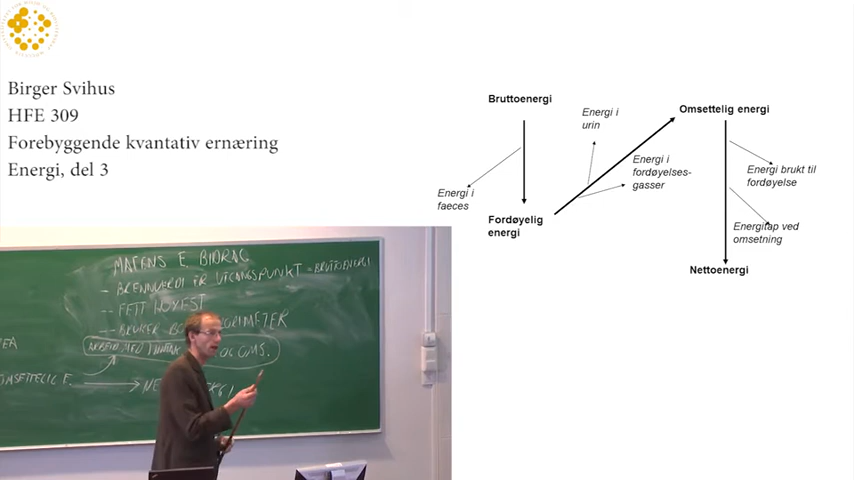 Birger Svihus
HFE 309
Forebyggende kvantativ ernæring
Energi, del 3
Bruttoenergi
Energi i
faeces
Fordøyelig
energi
Energi i
urin
Energi i
fordøyelses-
gasser
Omsettelig energi
Energi brukt til
fordøyelse
Energitap ved
omsetning
Nettoenergi
MATENS E. BIDRAG
- BRENNVERDI ER UTGANGSPUNKT = BRUTTOENERGI
- FETT HØYEST
- BRUKER
OG OMS.